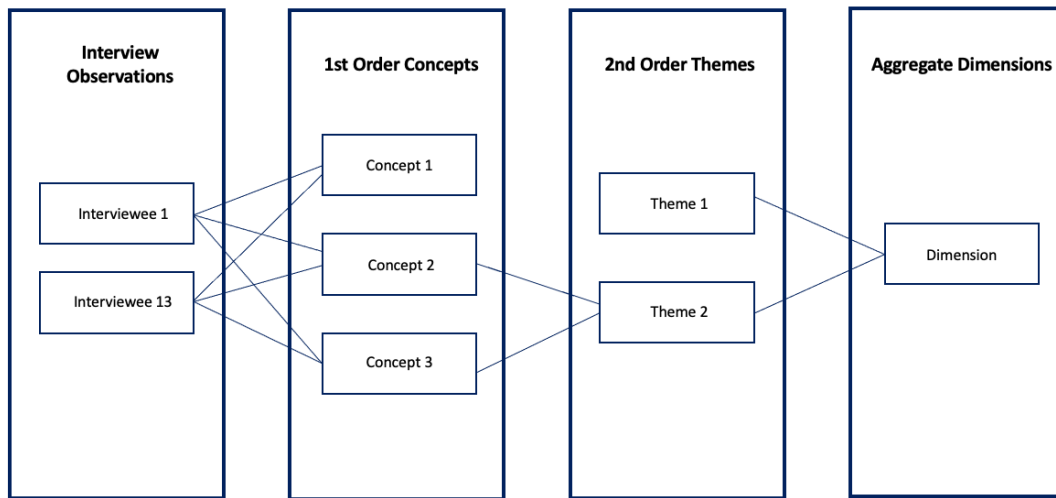 Interview
Observations
1st Order Concepts
2nd Order Themes
Aggregate Dimensions
Interviewee 1
Interviewee 13
Concept 1
Concept 2
Concept 3
Theme 1
Theme 2
Dimension